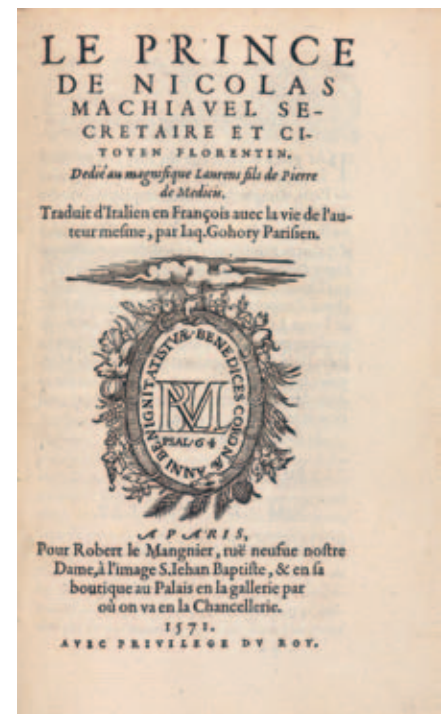 LE PRINCE
DE NICOLAS
MACHIAVEL SE-
CRETAIRE ET CI-
TOYEN FLORENTIN.
Dedié au magnifique Laurens fils de Pierre
de Medicis.
Traduit d'Italien en François auec la vie de l'au-
teur meſme, par Iaq. Gohory Pariſien.
BENEDICES CORONÆ ANNI BENIGNITATIS TVÆ
RVLM
PSAL. 64
A PARIS,
Pour Robert le Mangnier, ruë neufue noſtre
Dame, à l'image S. Iehan Baptiſte, & en ſa
boutique au Palais en la gallerie par
où on va en la Chancellerie.
1571.
AVEC PRIVILEGE DV ROY.